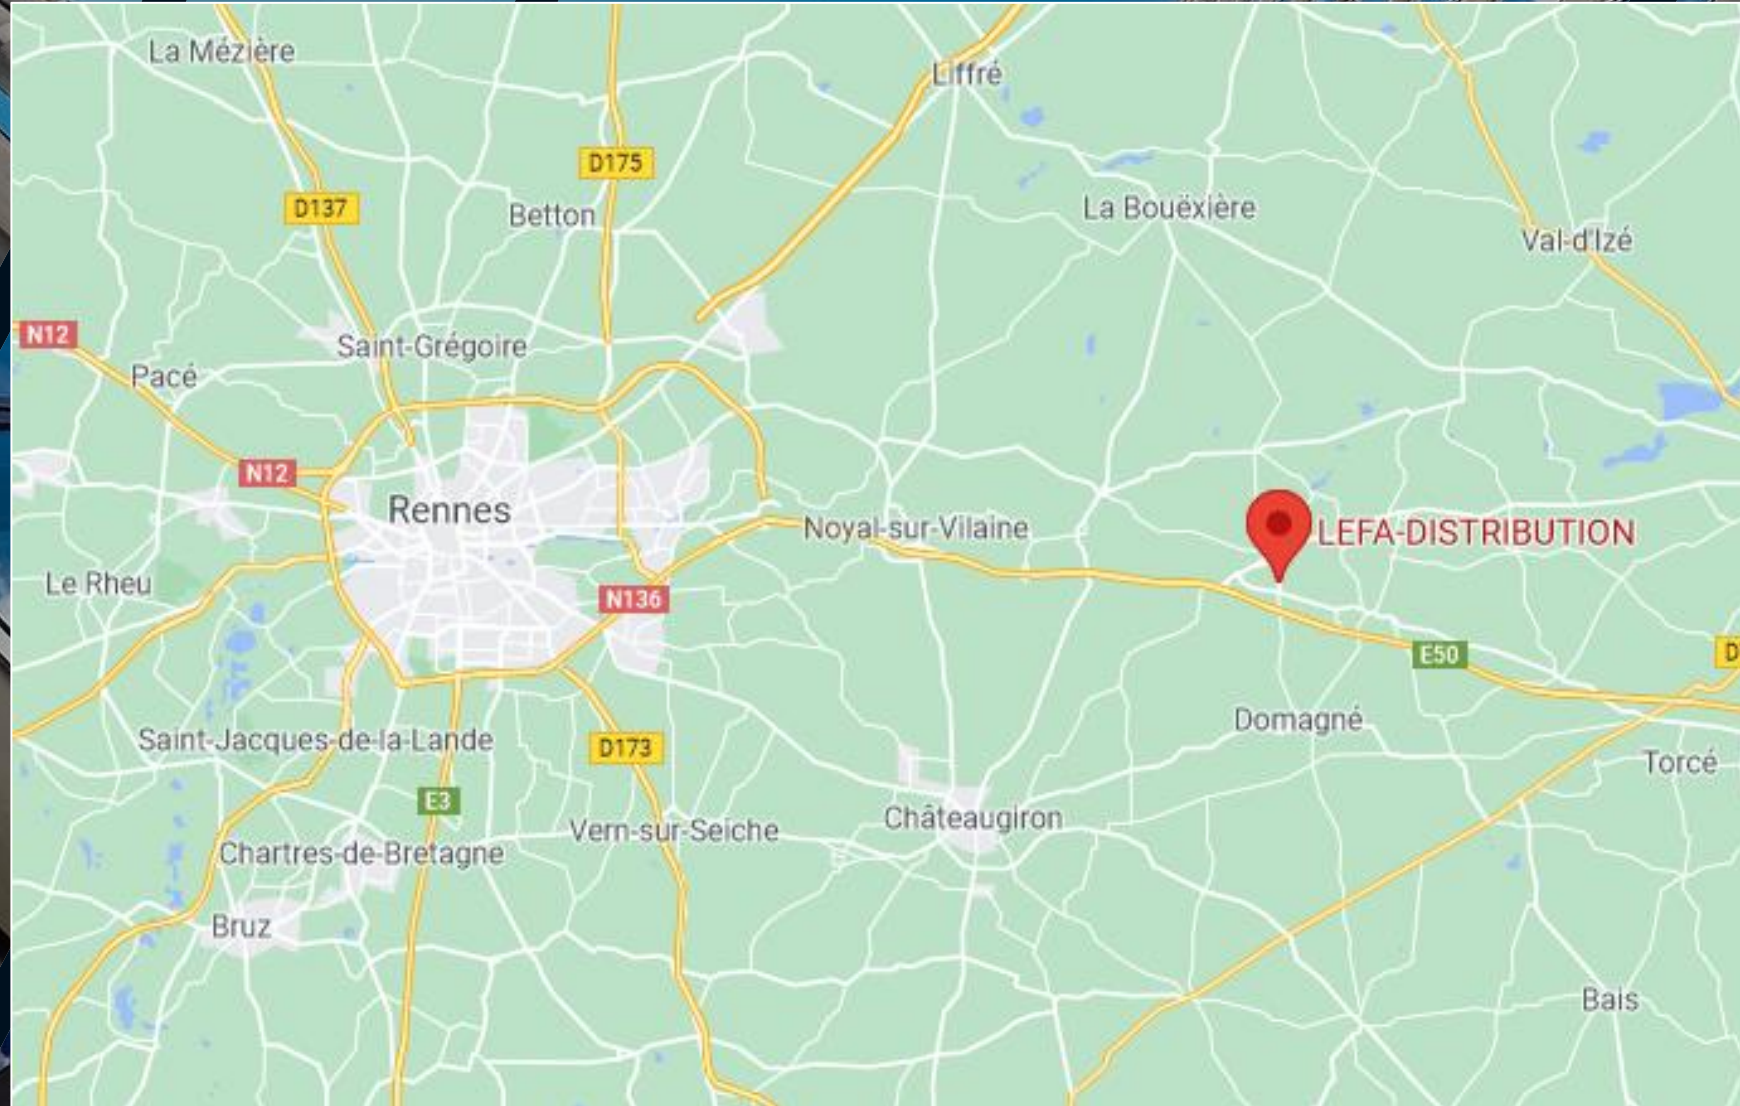 La Mézière
Liffré
D175
D137
Betton
La Bouëxière
Val-d'Izé
N12
Saint-Grégoire
Pacé
N12
Rennes
Noyal-sur-Vilaine
LEFA-DISTRIBUTION
Le Rheu
N136
E50
D
Domagné
Saint-Jacques-de-la-Lande
D173
Torcé
E3
Vern-sur-Seiche
Châteaugiron
Chartres-de-Bretagne
Bruz
Bais